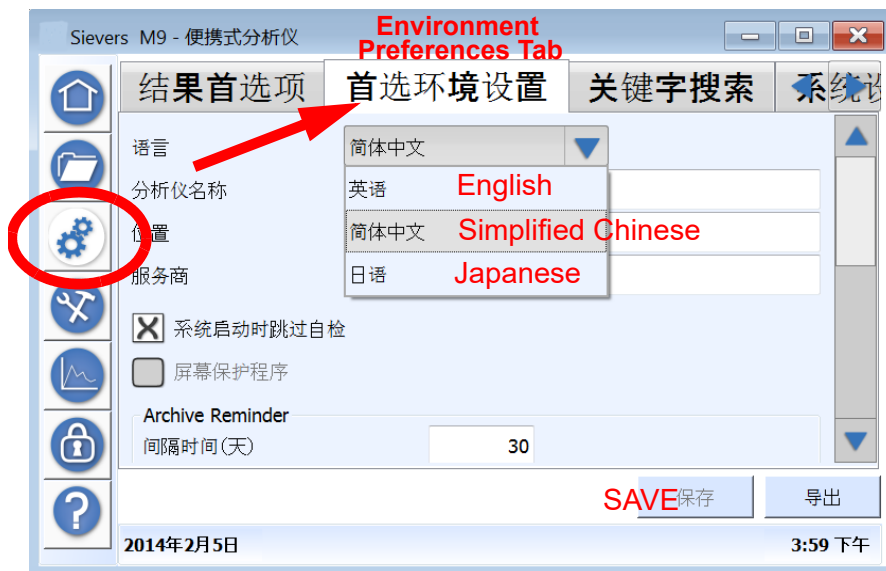 Sievers M9 - 便携式分析仪
Environment
Preferences Tab
结果首选项
首选环境设置
关键字搜索
系统设
语言
简体中文
英语 English
分析仪名称
简体中文 Simplified Chinese
位置
日语 Japanese
服务商
系统启动时跳过自检
屏幕保护程序
Archive Reminder
间隔时间(天) 30
SAVE 保存
导出
2014年2月5日
3:59 下午